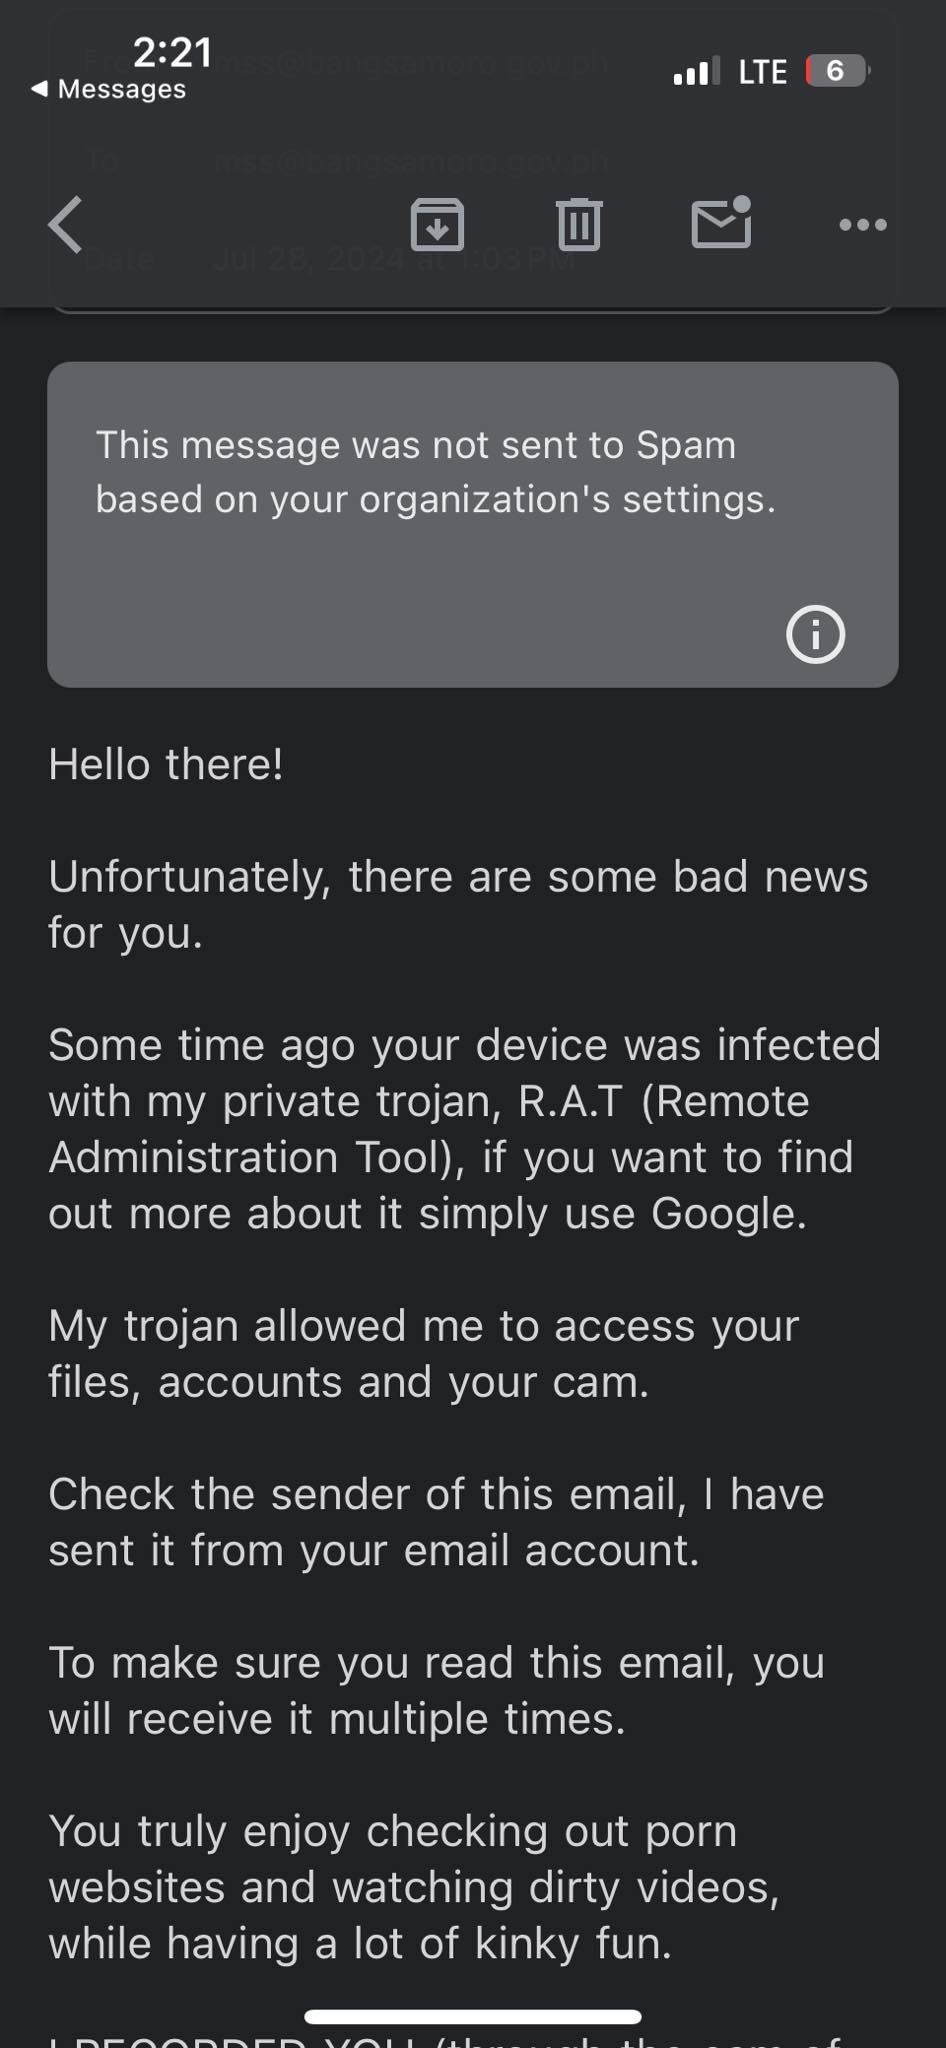 2:21
Messages
LTE
6
From mss@bangsamoro.gov.ph
To mss@bangsamoro.gov.ph
Date Jul 28, 2024 at 1:03 PM
This message was not sent to Spam
based on your organization's settings.
Hello there!
Unfortunately, there are some bad news
for you.
Some time ago your device was infected
with my private trojan, R.A.T (Remote
Administration Tool), if you want to find
out more about it simply use Google.
My trojan allowed me to access your
files, accounts and your cam.
Check the sender of this email, I have
sent it from your email account.
To make sure you read this email, you
will receive it multiple times.
You truly enjoy checking out porn
websites and watching dirty videos,
while having a lot of kinky fun.
I RECORDED YOU (through the cam of